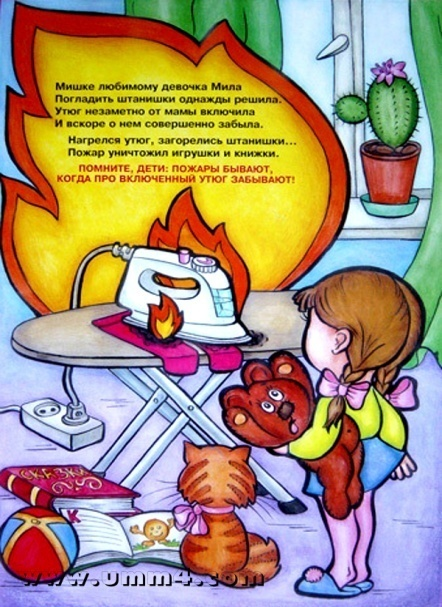 Мишке любимому девочка Мила
Погладить штанишки однажды решила.
Утюг незаметно от мамы включила
И вскоре о нем совершенно забыла.
Нагрелся утюг, загорелись штанишки...
Пожар уничтожил игрушки и книжки.
ПОМНИТЕ, ДЕТИ: ПОЖАРЫ БЫВАЮТ,
КОГДА ПРО ВКЛЮЧЕННЫЙ УТЮГ ЗАБЫВАЮТ!
СКАЗКИ
К
www.umm4.com